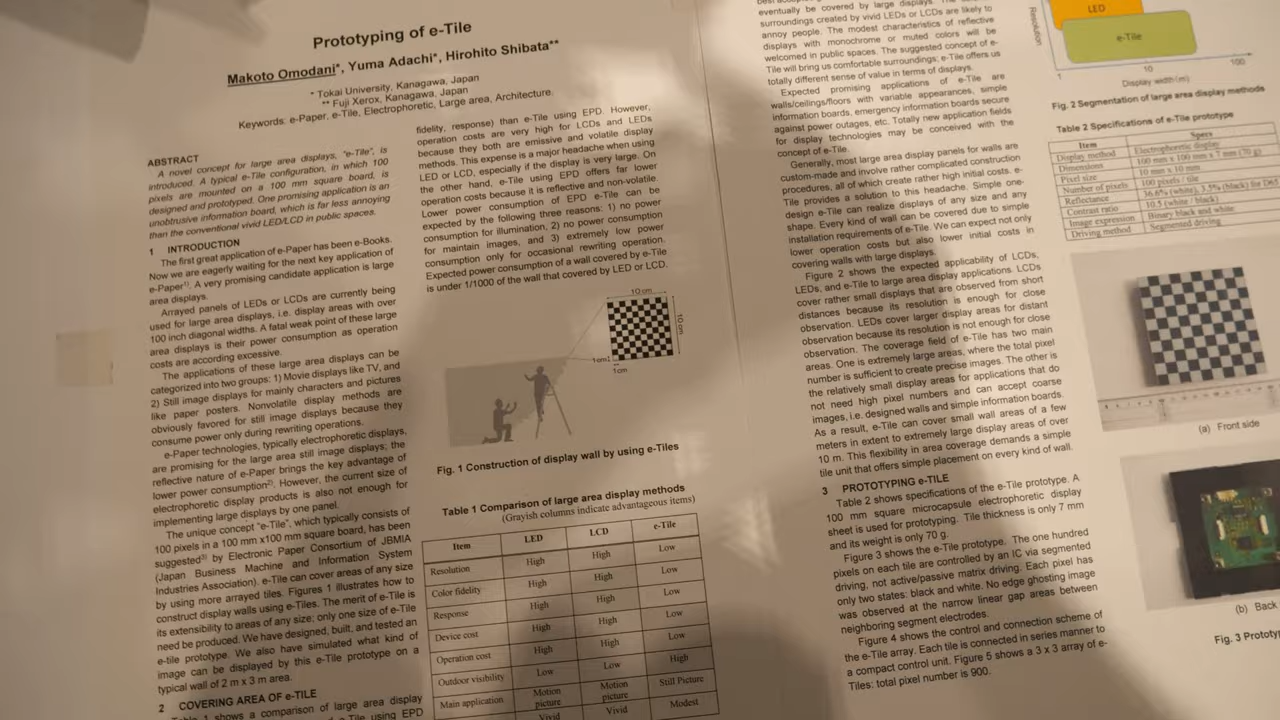 Prototyping of e-Tile
Makoto Omodani*, Yuma Adachi*, Hirohito Shibata**
* Tokai University, Kanagawa, Japan
** Fuji Xerox, Kanagawa, Japan
Keywords: e-Paper, e-Tile, Electrophoretic, Large area, Architecture.
ABSTRACT
A novel concept for large area displays, "e-Tile", is
introduced. A typical e-Tile configuration, in which 100
pixels are mounted on a 100 mm square board, is
designed and prototyped. One promising application is an
unobtrusive information board, which is far less annoying
than the conventional vivid LED/LCD in public spaces.
1 INTRODUCTION
The first great application of e-Paper has been e-Books.
Now we are eagerly waiting for the next key application of
e-Paper1). A very promising candidate application is large
area displays.
Arrayed panels of LEDs or LCDs are currently being
used for large area displays, i.e. display areas with over
100 inch diagonal widths. A fatal weak point of these large
area displays is their power consumption as operation
costs are according excessive.
The applications of these large area displays can be
categorized into two groups: 1) Movie displays like TV, and
2) Still image displays for mainly characters and pictures
like paper posters. Nonvolatile display methods are
obviously favored for still image displays because they
consume power only during rewriting operations.
e-Paper technologies, typically electrophoretic displays,
are promising for the large area still image displays; the
reflective nature of e-Paper brings the key advantage of
lower power consumption2). However, the current size of
electrophoretic display products is also not enough for
implementing large displays by one panel.
The unique concept "e-Tile", which typically consists of
100 pixels in a 100 mm x100 mm square board, has been
suggested3) by Electronic Paper Consortium of JBMIA
(Japan Business Machine and Information System
Industries Association). e-Tile can cover areas of any size
by using more arrayed tiles. Figures 1 illustrates how to
construct display walls using e-Tiles. The merit of e-Tile is
its extensibility to areas of any size; only one size of e-Tile
need be produced. We have designed, built, and tested an
e-tile prototype. We also have simulated what kind of
image can be displayed by this e-Tile prototype on a
typical wall of 2 m x 3 m area.
2 COVERING AREA OF e-TILE
Table 1 shows a comparison of large area display
e-Tile using EPD
fidelity, response) than e-Tile using EPD. However,
operation costs are very high for LCDs and LEDs
because they both are emissive and volatile display
methods. This expense is a major headache when using
LED or LCD, especially if the display is very large. On
the other hand, e-Tile using EPD offers far lower
operation costs because it is reflective and non-volatile.
Lower power consumption of EPD e-Tile can be
expected by the following three reasons: 1) no power
consumption for illumination, 2) no power consumption
for maintain images, and 3) extremely low power
consumption only for occasional rewriting operation.
Expected power consumption of a wall covered by e-Tile
is under 1/1000 of the wall that covered by LED or LCD.
10 cm
10 cm
1cm
1cm
Fig. 1 Construction of display wall by using e-Tiles
Table 1 Comparison of large area display methods
(Grayish columns indicate advantageous items)
Item LED LCD e-Tile
Resolution High High Low
Color fidelity High High Low
Response High High Low
Device cost High High Low
Operation cost High High Low
Outdoor visibility Low Low High
Main application Motion picture Motion picture Still Picture
Vivid Vivid Modest
eventually be covered by large displays.
surroundings created by vivid LEDs or LCDs are likely to
annoy people. The modest characteristics of reflective
displays with monochrome or muted colors will be
welcomed in public spaces. The suggested concept of e-
Tile will bring us comfortable surroundings; e-Tile offers us
totally different sense of value in terms of displays.
Expected promising applications of e-Tile are
walls/ceilings/floors with variable appearances, simple
information boards, emergency information boards secure
against power outages, etc. Totally new application fields
for display technologies may be conceived with the
concept of e-Tile.
Generally, most large area display panels for walls are
custom-made and involve rather complicated construction
procedures, all of which create rather high initial costs. e-
Tile provides a solution to this headache. Simple one-
design e-Tile can realize displays of any size and any
shape. Every kind of wall can be covered due to simple
installation requirements of e-Tile. We can expect not only
lower operation costs but also lower initial costs in
covering walls with large displays.
Figure 2 shows the expected applicability of LCDs,
LEDs, and e-Tile to large area display applications. LCDs
cover rather small displays that are observed from short
distances because its resolution is enough for close
observation. LEDs cover larger display areas for distant
observation because its resolution is not enough for close
observation. The coverage field of e-Tile has two main
areas. One is extremely large areas, where the total pixel
number is sufficient to create precise images. The other is
the relatively small display areas for applications that do
not need high pixel numbers and can accept coarse
images, i.e. designed walls and simple information boards.
As a result, e-Tile can cover small wall areas of a few
meters in extent to extremely large display areas of over
10 m. This flexibility in area coverage demands a simple
tile unit that offers simple placement on every kind of wall.
3 PROTOTYPING e-TILE
Table 2 shows specifications of the e-Tile prototype. A
100 mm square microcapsule electrophoretic display
sheet is used for prototyping. Tile thickness is only 7 mm
and its weight is only 70 g.
Figure 3 shows the e-Tile prototype. The one hundred
pixels on each tile are controlled by an IC via segmented
driving, not active/passive matrix driving. Each pixel has
only two states: black and white. No edge ghosting image
was observed at the narrow linear gap areas between
neighboring segment electrodes.
Figure 4 shows the control and connection scheme of
the e-Tile array. Each tile is connected in series manner to
a compact control unit. Figure 5 shows a 3 x 3 array of e-
Tiles: total pixel number is 900.
Resolution
LED
e-Tile
1 10 100
Display width (m)
Fig. 2 Segmentation of large area display methods
Table 2 Specifications of e-Tile prototype
Item Specs
Display method Electrophoretic display
Dimensions 100 mm x 100 mm x 7 mm (70 g)
Pixel size 10 mm x 10 mm
Number of pixels 100 pixels / tile
Reflectance 36.6% (white), 3.5% (black) for D65
Contrast ratio 10.5 (white / black)
Image expression Binary black and white
Driving method Segmented driving
(a) Front side
(b) Back
Fig. 3